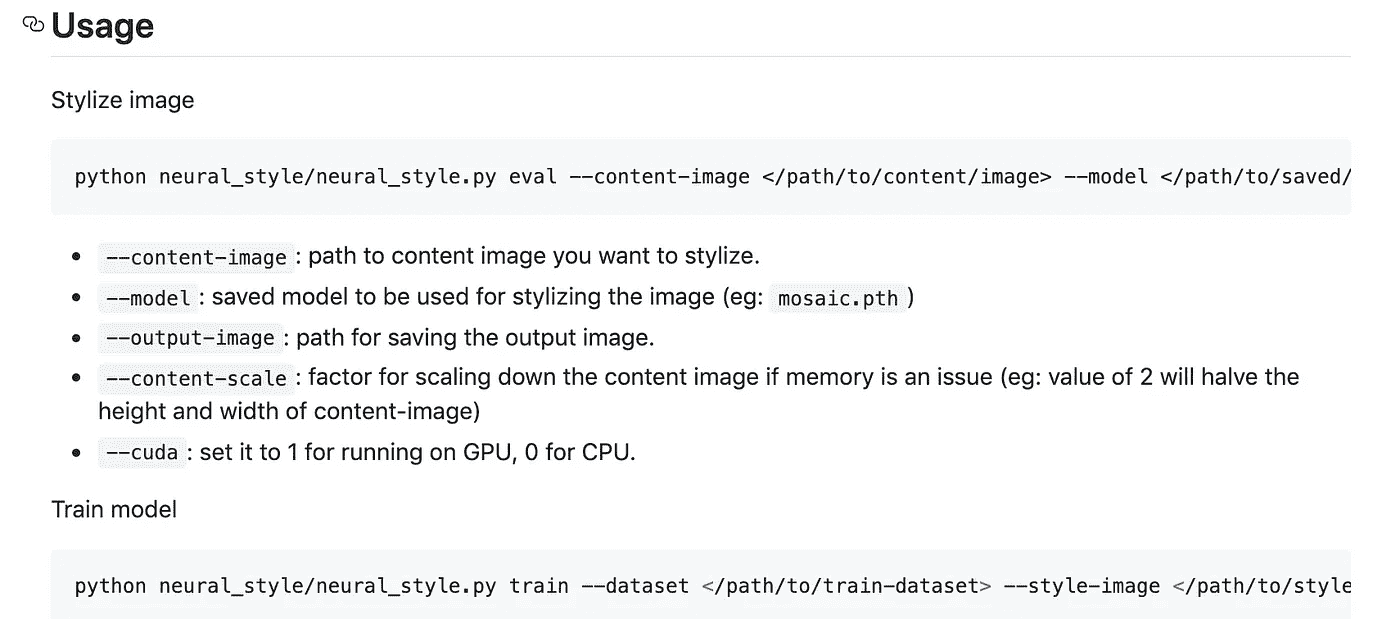 Usage
Stylize image
python neural_style/neural_style.py eval --content-image </path/to/content/image> --model </path/to/saved/
--content-image : path to content image you want to stylize.
--model : saved model to be used for stylizing the image (eg: mosaic.pth )
--output-image : path for saving the output image.
--content-scale : factor for scaling down the content image if memory is an issue (eg: value of 2 will halve the
height and width of content-image)
--cuda : set it to 1 for running on GPU, 0 for CPU.
Train model
python neural_style/neural_style.py train --dataset </path/to/train-dataset> --style-image </path/to/style